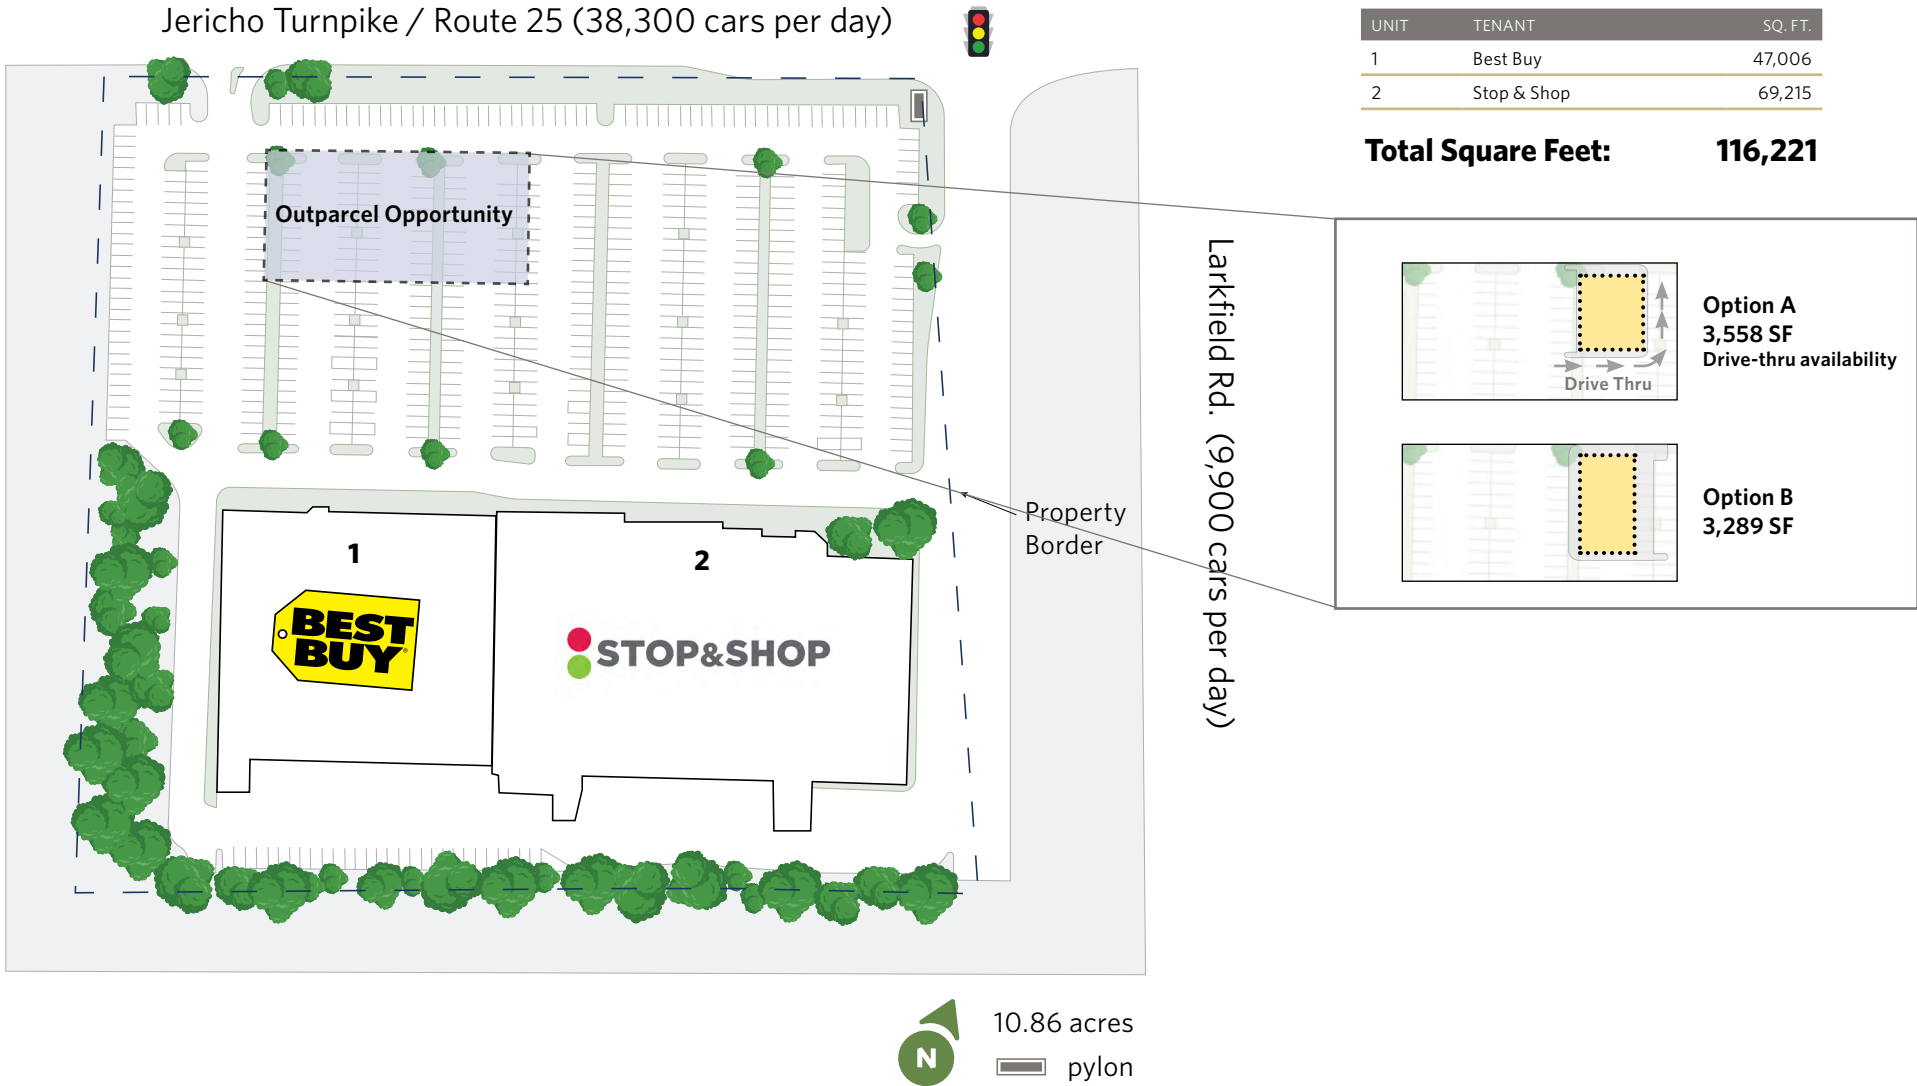 Jericho Turnpike / Route 25 (38,300 cars per day)
UNIT TENANT SQ. FT.
1 Best Buy 47,006
2 Stop & Shop 69,215
Total Square Feet: 116,221
Outparcel Opportunity
Larkfield Rd. (9,900 cars per day)
Option A
3,558 SF
Drive-thru availability
Drive Thru
Option B
3,289 SF
Property
Border
1
BEST
BUY
2
STOP&SHOP
N
10.86 acres
pylon